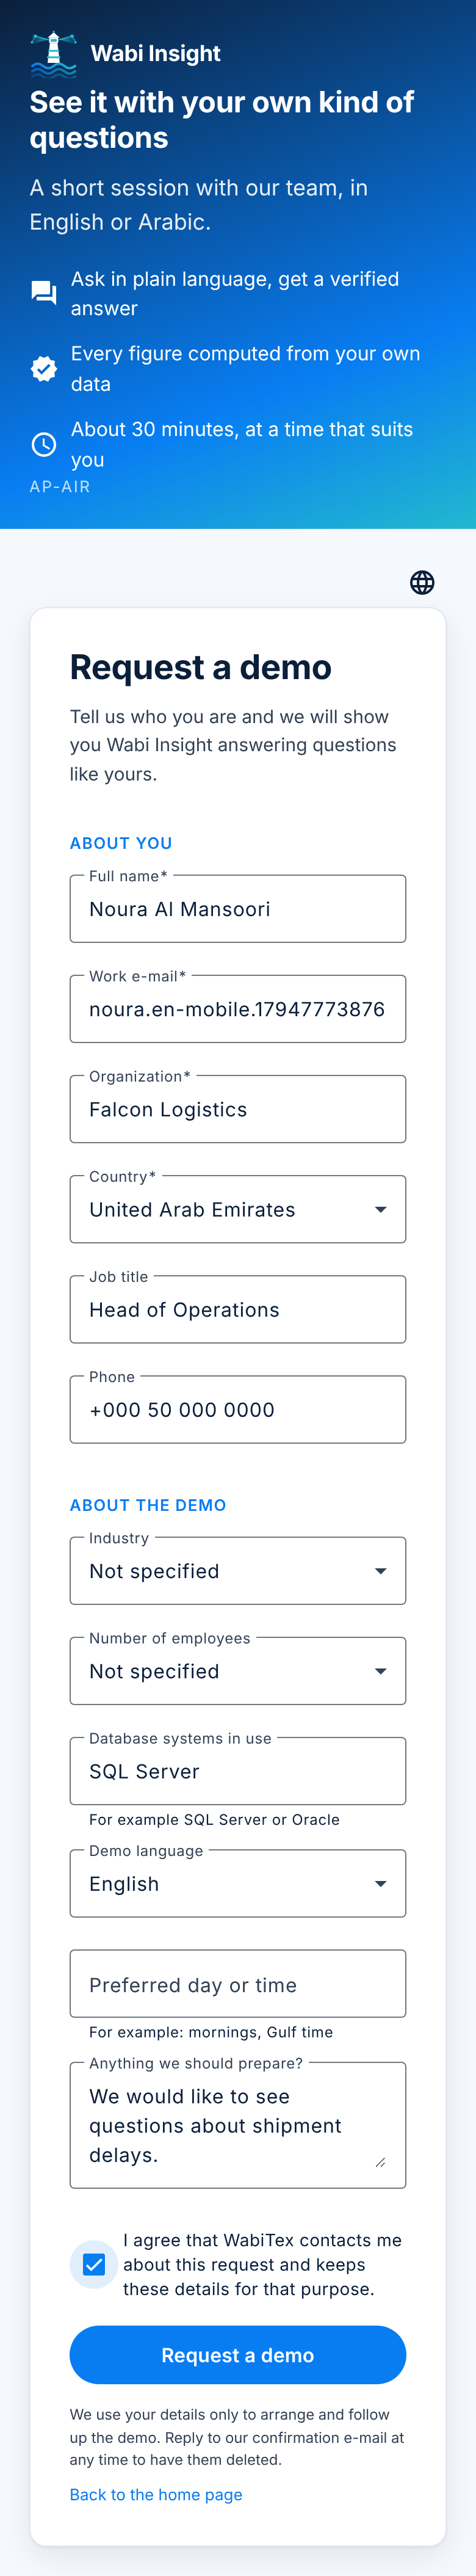 Wabi Insight
See it with your own kind of
questions
A short session with our team, in
English or Arabic.
Ask in plain language, get a verified
answer
Every figure computed from your own
data
About 30 minutes, at a time that suits
you
AP-AIR
Request a demo
Tell us who you are and we will show
you Wabi Insight answering questions
like yours.
ABOUT YOU
Full name*
Noura Al Mansoori
Work e-mail*
noura.en-mobile.17947773876
Organization*
Falcon Logistics
Country*
United Arab Emirates
Job title
Head of Operations
Phone
+000 50 000 0000
ABOUT THE DEMO
Industry
Not specified
Number of employees
Not specified
Database systems in use
SQL Server
For example SQL Server or Oracle
Demo language
English
Preferred day or time
For example: mornings, Gulf time
Anything we should prepare?
We would like to see
questions about shipment
delays.
I agree that WabiTex contacts me
about this request and keeps
these details for that purpose.
Request a demo
We use your details only to arrange and follow
up the demo. Reply to our confirmation e-mail at
any time to have them deleted.
Back to the home page